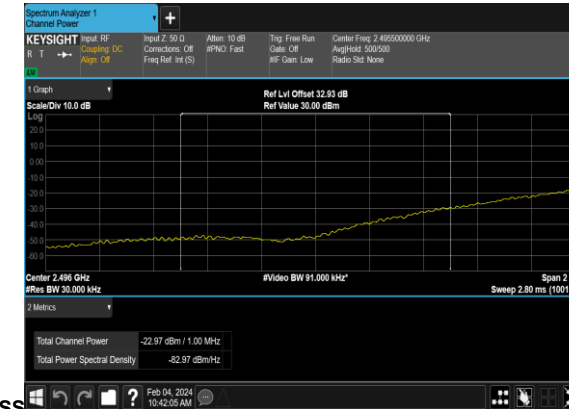 Spectrum Analyzer 1
Channel Power
+
KEYSIGHT Input: RF Input Z: 50 Ω Atten: 10 dB Trig: Free Run Center Freq: 2.495500000 GHz
R T Coupling: DC Corrections: Off #PNO: Fast Gate: Off Avg|Hold: 500/500
Align: Off Freq Ref: Int (S) #IF Gain: Low Radio Std: None
1 Graph Ref Lvl Offset 32.93 dB
Scale/Div 10.0 dB Ref Value 30.00 dBm
Log
20.0
10.0
0.00
-10.0
-20.0
-30.0
-40.0
-50.0
-60.0
Center 2.496 GHz #Video BW 91.000 kHz* Span 2
#Res BW 30.000 kHz Sweep 2.80 ms (1001
2 Metrics
Total Channel Power -22.97 dBm / 1.00 MHz
Total Power Spectral Density -82.97 dBm/Hz
ss ? Feb 04, 2024
10:42:05 AM